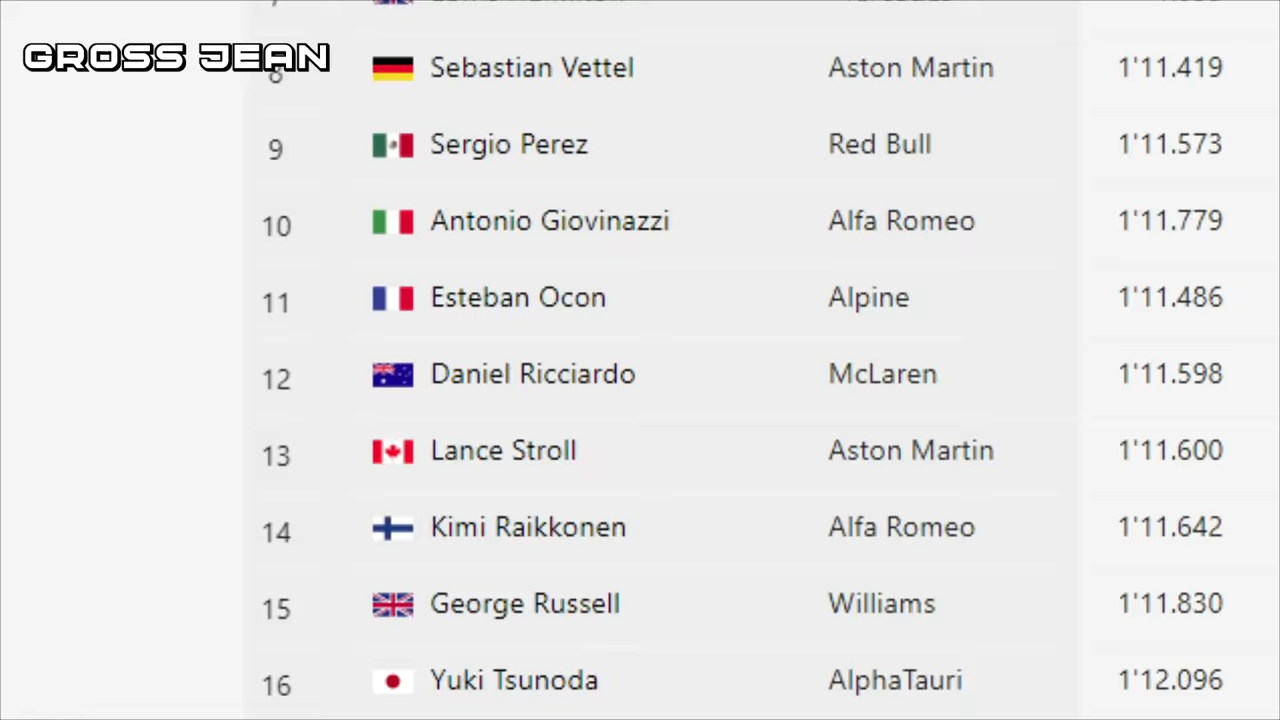 GROSS JEAN
8 Sebastian Vettel Aston Martin 1'11.419
9 Sergio Perez Red Bull 1'11.573
10 Antonio Giovinazzi Alfa Romeo 1'11.779
11 Esteban Ocon Alpine 1'11.486
12 Daniel Ricciardo McLaren 1'11.598
13 Lance Stroll Aston Martin 1'11.600
14 Kimi Raikkonen Alfa Romeo 1'11.642
15 George Russell Williams 1'11.830
16 Yuki Tsunoda AlphaTauri 1'12.096